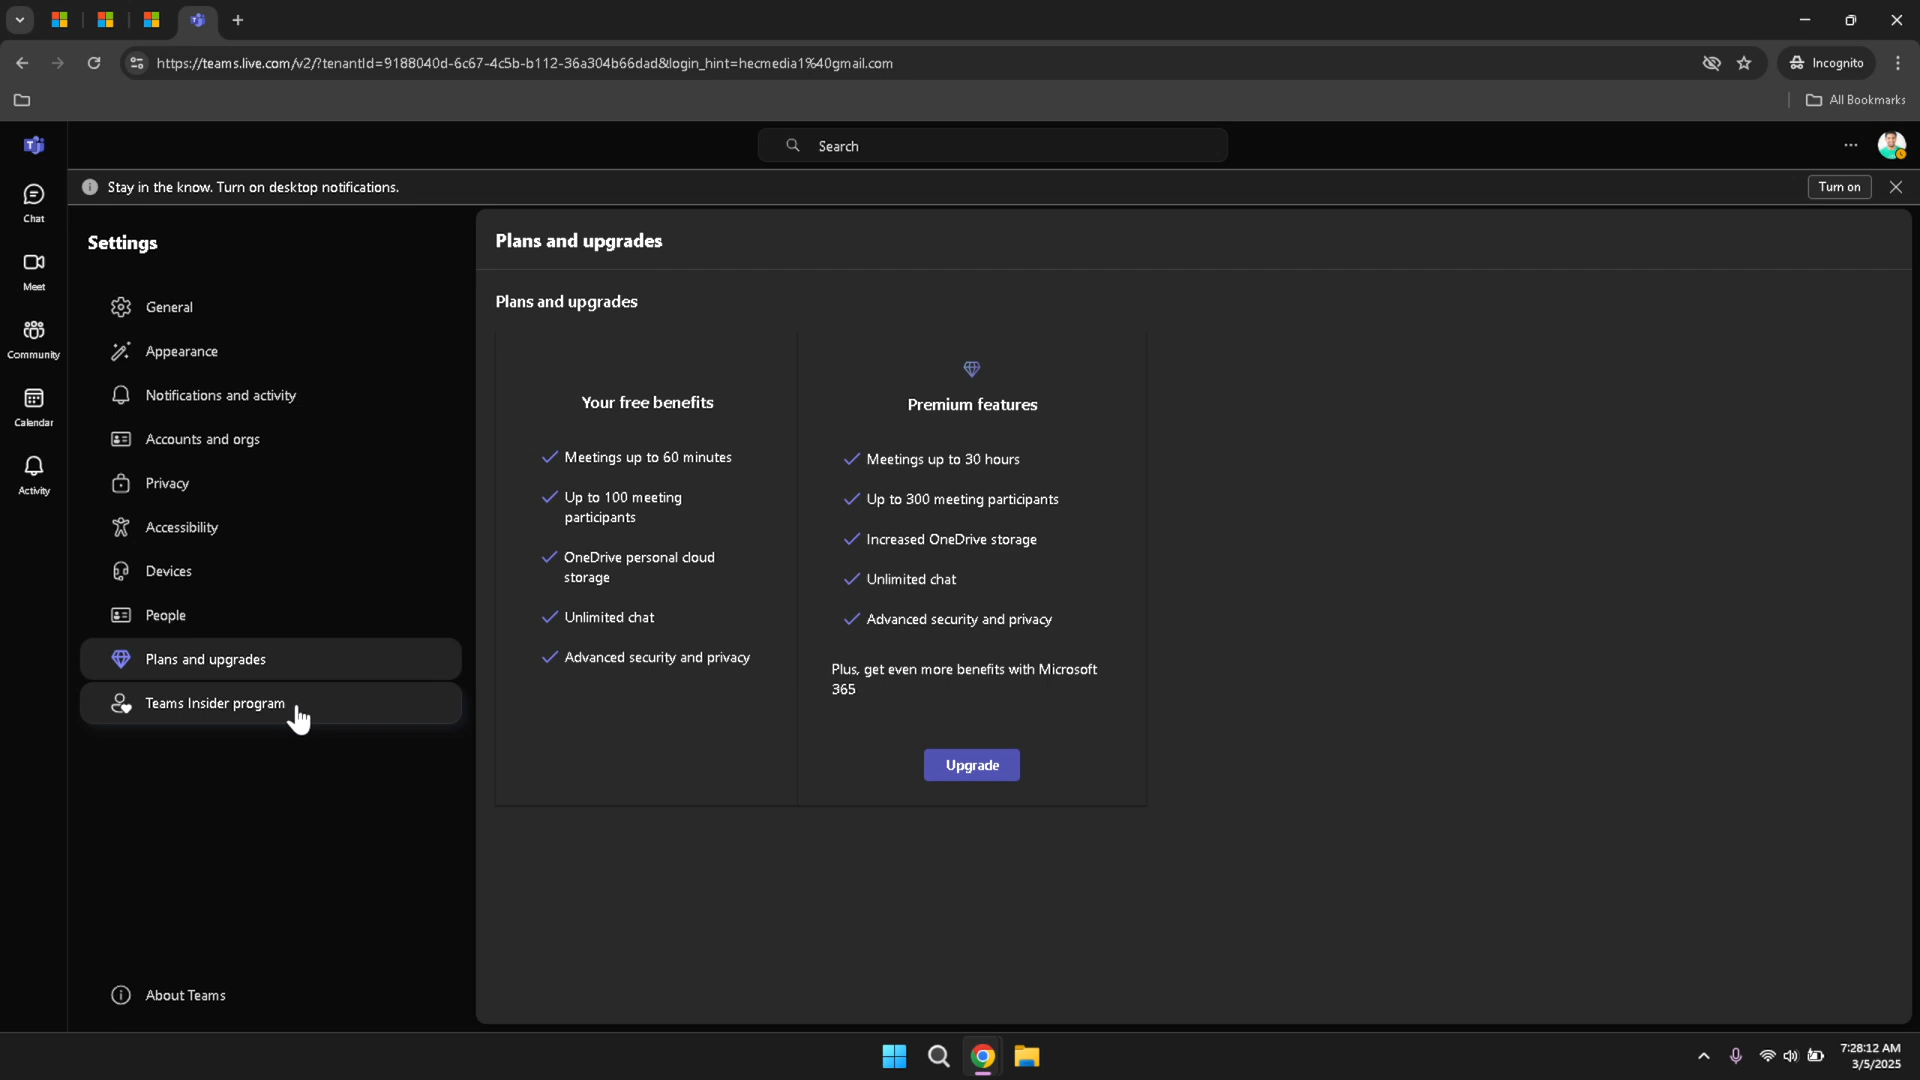 https://teams.live.com/v2/?tenantId=9188040d-6c67-4c5b-b112-36a304b66dad&login_hint=hecmedia1%40gmail.com
Incognito
All Bookmarks
Search
Stay in the know. Turn on desktop notifications.
Turn on
Chat
Meet
Community
Calendar
Activity
Settings
General
Appearance
Notifications and activity
Accounts and orgs
Privacy
Accessibility
Devices
People
Plans and upgrades
Teams Insider program
About Teams
Plans and upgrades
Plans and upgrades
Your free benefits
Meetings up to 60 minutes
Up to 100 meeting
participants
OneDrive personal cloud
storage
Unlimited chat
Advanced security and privacy
Premium features
Meetings up to 30 hours
Up to 300 meeting participants
Increased OneDrive storage
Unlimited chat
Advanced security and privacy
Plus, get even more benefits with Microsoft
365
Upgrade
7:28:12 AM
3/5/2025